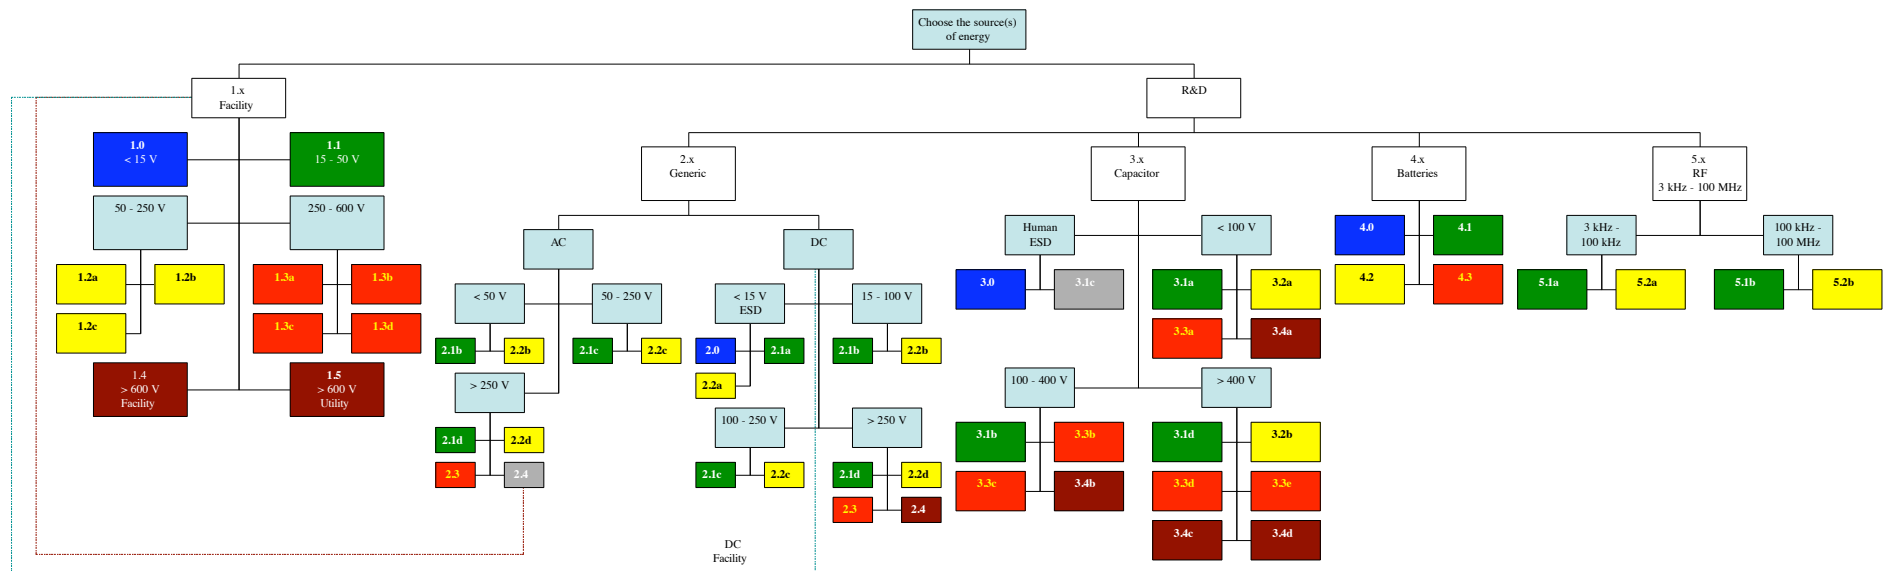 Choose the source(s)
of energy
1.x
Facility
R&D
1.0
< 15 V
1.1
15 - 50 V
50 - 250 V
250 - 600 V
1.2a
1.2b
1.3a
1.3b
1.2c
1.3c
1.3d
1.4
> 600 V
Facility
1.5
> 600 V
Utility
2.x
Generic
AC
DC
< 50 V
50 - 250 V
2.1b
2.2b
2.1c
2.2c
> 250 V
2.1d
2.2d
2.3
2.4
< 15 V
ESD
15 - 100 V
2.0
2.1a
2.1b
2.2b
2.2a
100 - 250 V
> 250 V
2.1c
2.2c
2.1d
2.2d
2.3
2.4
DC
Facility
3.x
Capacitor
Human
ESD
< 100 V
3.0
3.1c
3.1a
3.2a
3.3a
3.4a
100 - 400 V
> 400 V
3.1b
3.3b
3.1d
3.2b
3.3c
3.4b
3.3d
3.3e
3.4c
3.4d
4.x
Batteries
4.0
4.1
4.2
4.3
5.x
RF
3 kHz - 100 MHz
3 kHz -
100 kHz
100 kHz -
100 MHz
5.1a
5.2a
5.1b
5.2b